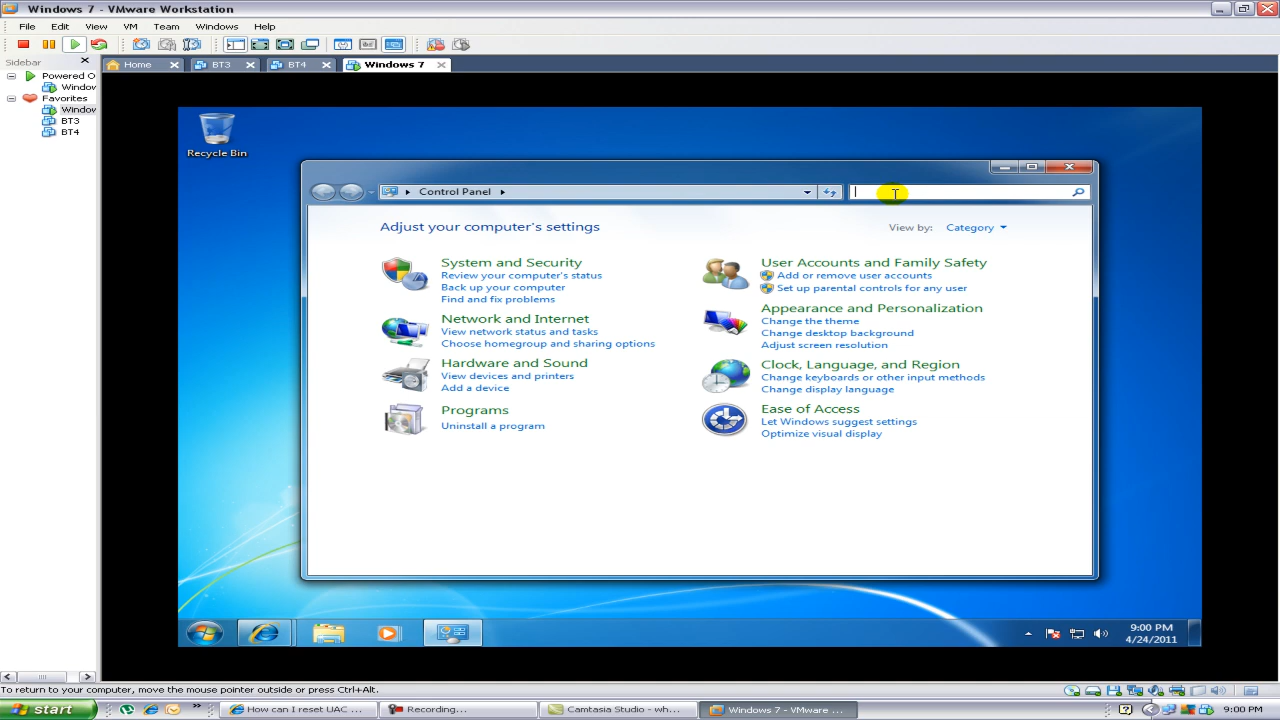 Windows 7 - VMware Workstation
File Edit View VM Team Windows Help
Sidebar
Home BT3 BT4 Windows 7
Powered O
Window
Favorites
Window
BT3
BT4
Recycle Bin
Control Panel
Adjust your computer's settings
View by: Category
System and Security
Review your computer's status
Back up your computer
Find and fix problems
Network and Internet
View network status and tasks
Choose homegroup and sharing options
Hardware and Sound
View devices and printers
Add a device
Programs
Uninstall a program
User Accounts and Family Safety
Add or remove user accounts
Set up parental controls for any user
Appearance and Personalization
Change the theme
Change desktop background
Adjust screen resolution
Clock, Language, and Region
Change keyboards or other input methods
Change display language
Ease of Access
Let Windows suggest settings
Optimize visual display
9:00 PM
4/24/2011
To return to your computer, move the mouse pointer outside or press Ctrl+Alt.
start How can I reset UAC ... Recording... Camtasia Studio - wh... Windows 7 - VMware ... 9:00 PM